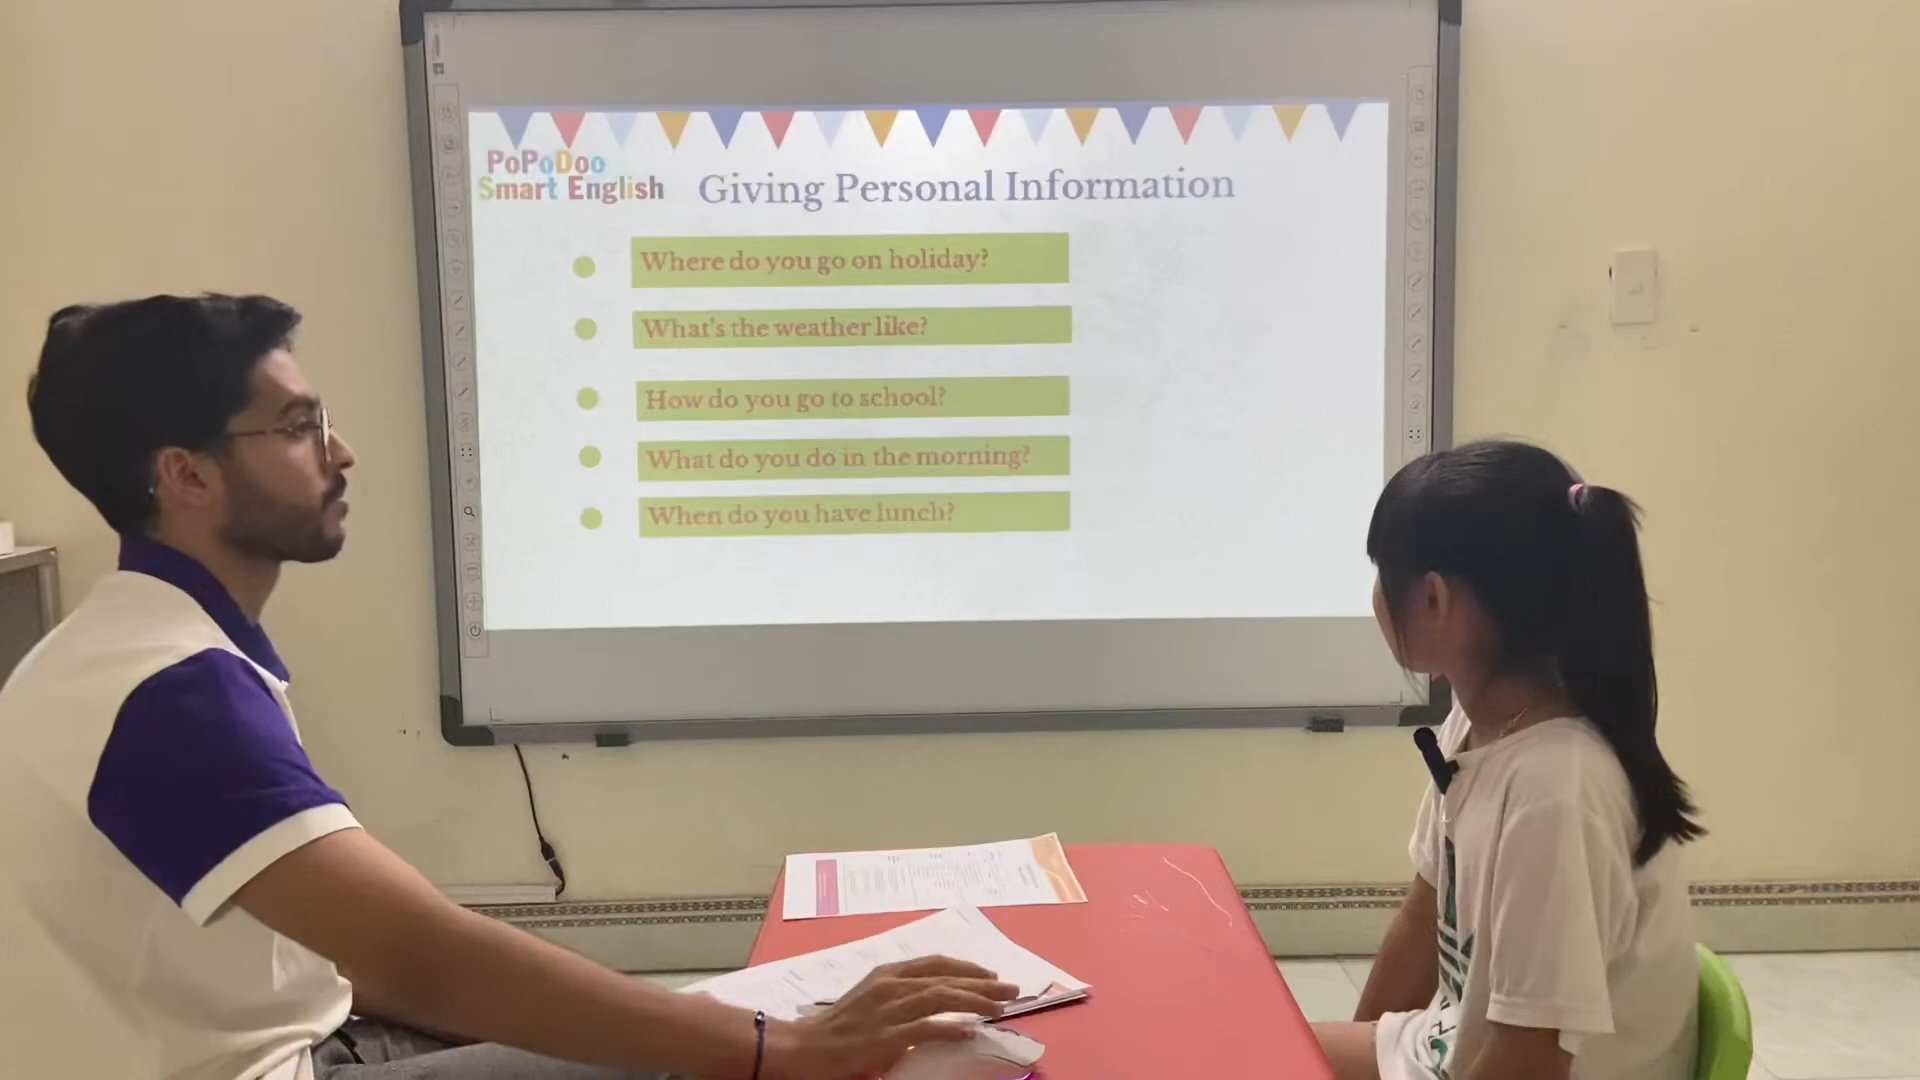 PoPoDoo
Smart English
Giving Personal Information
Where do you go on holiday?
What's the weather like?
How do you go to school?
What do you do in the morning?
When do you have lunch?